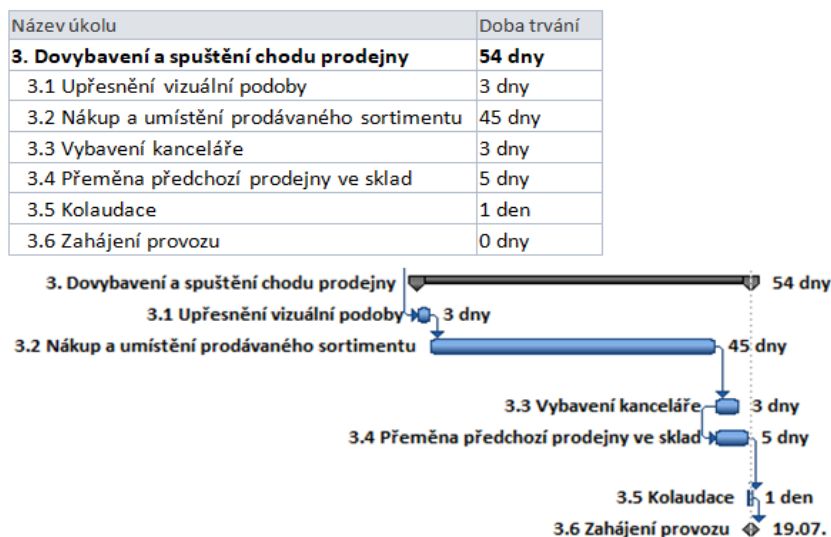 Název úkolu Doba trvání
3. Dovybavení a spuštění chodu prodejny 54 dny
3.1 Upřesnění vizuální podoby 3 dny
3.2 Nákup a umístění prodávaného sortimentu 45 dny
3.3 Vybavení kanceláře 3 dny
3.4 Přeměna předchozí prodejny ve sklad 5 dny
3.5 Kolaudace 1 den
3.6 Zahájení provozu 0 dny
3. Dovybavení a spuštění chodu prodejny 54 dny
3.1 Upřesnění vizuální podoby 3 dny
3.2 Nákup a umístění prodávaného sortimentu 45 dny
3.3 Vybavení kanceláře 3 dny
3.4 Přeměna předchozí prodejny ve sklad 5 dny
3.5 Kolaudace 1 den
3.6 Zahájení provozu 19.07.